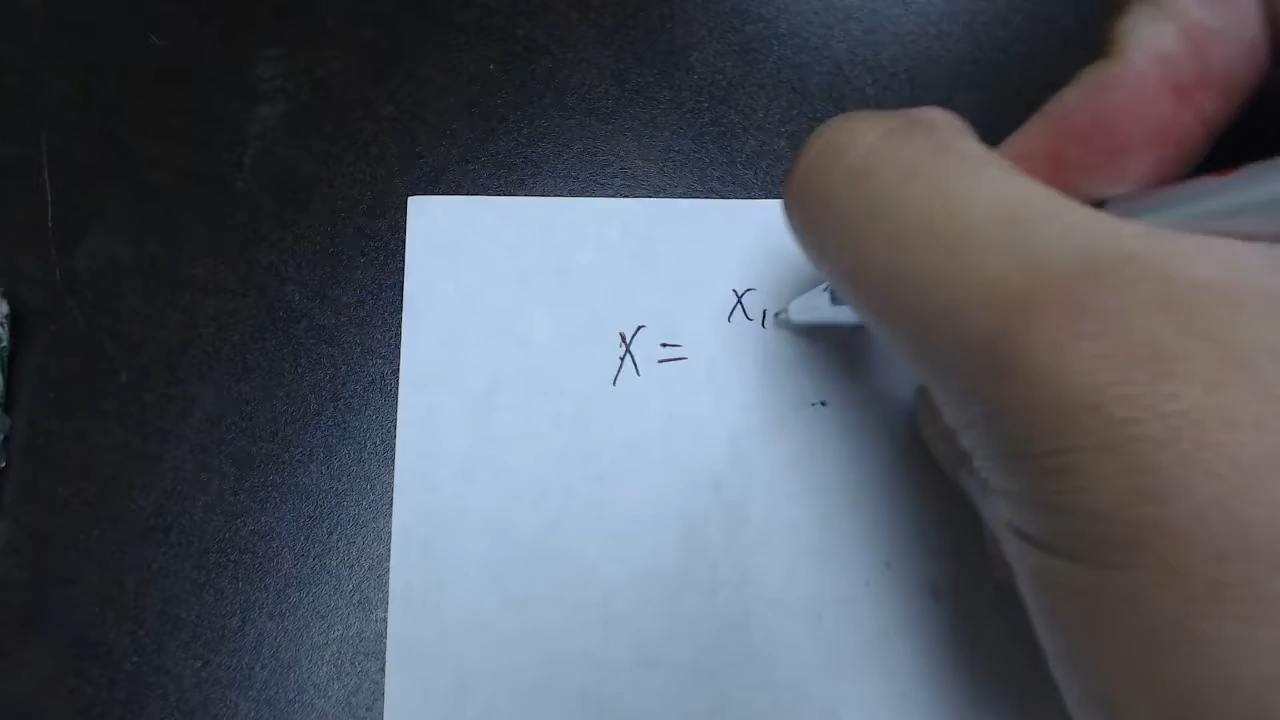 X = X₁